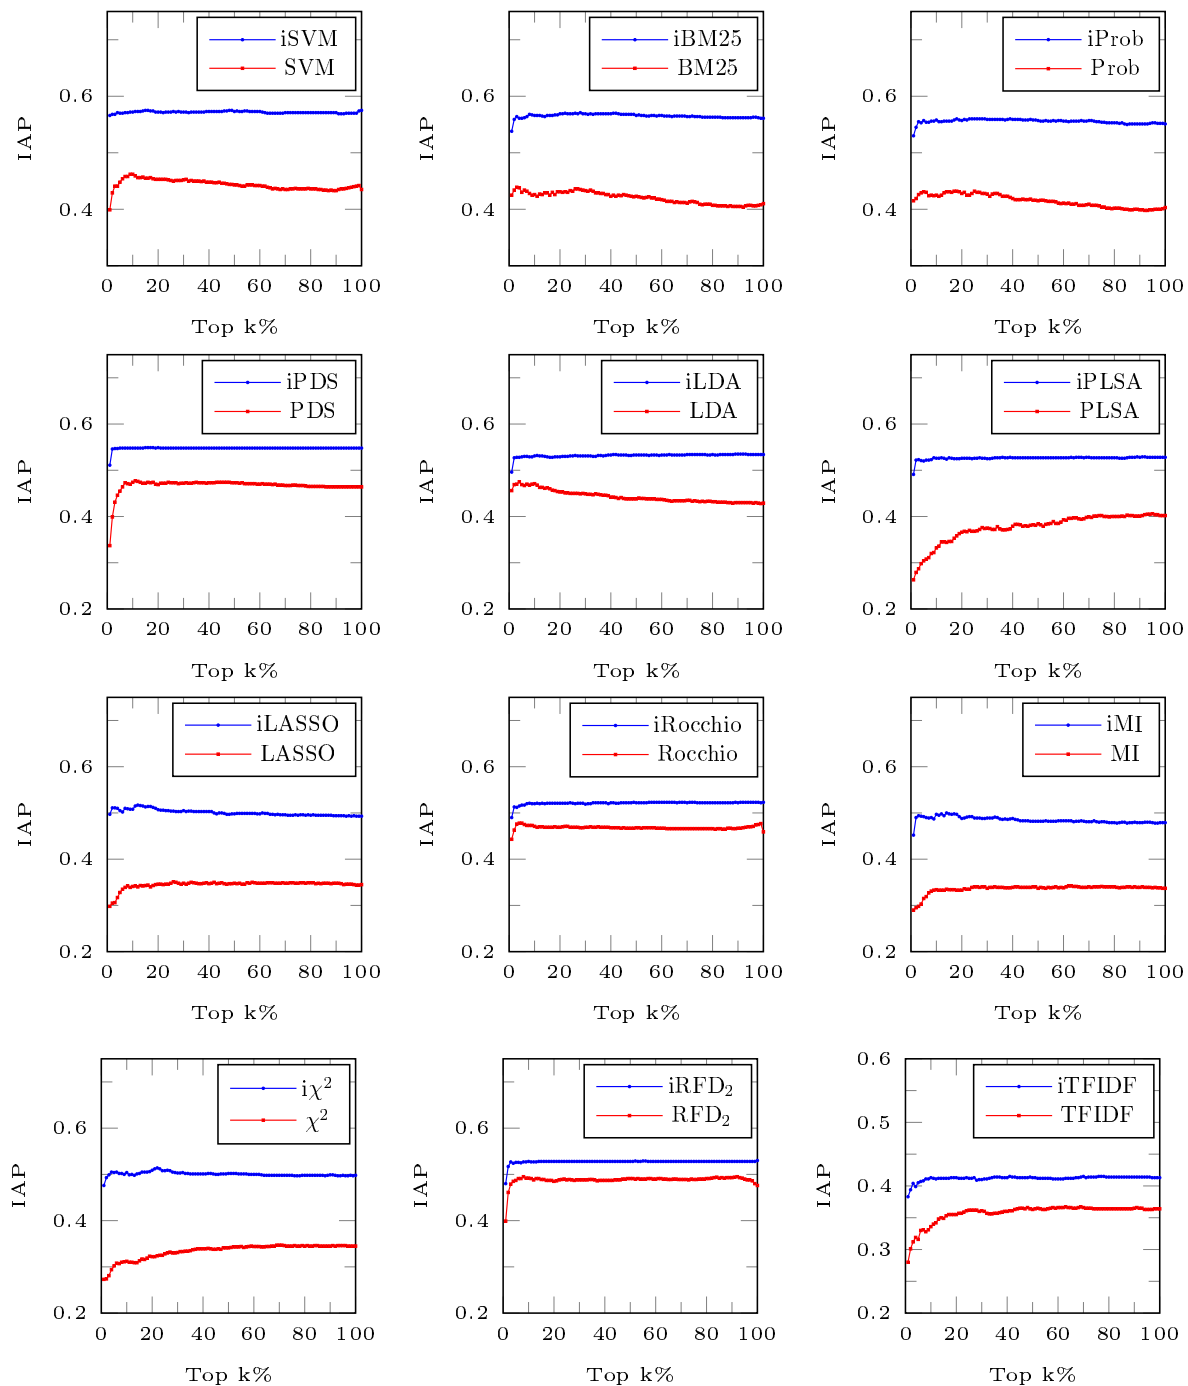 iSVM
SVM
0.6
0.4
IAP
0 20 40 60 80 100
Top k%
iBM25
BM25
0.6
0.4
IAP
0 20 40 60 80 100
Top k%
iProb
Prob
0.6
0.4
IAP
0 20 40 60 80 100
Top k%
iPDS
PDS
0.6
0.4
0.2
IAP
0 20 40 60 80 100
Top k%
iLDA
LDA
0.6
0.4
0.2
IAP
0 20 40 60 80 100
Top k%
iPLSA
PLSA
0.6
0.4
0.2
IAP
0 20 40 60 80 100
Top k%
iLASSO
LASSO
0.6
0.4
0.2
IAP
0 20 40 60 80 100
Top k%
iRocchio
Rocchio
0.6
0.4
0.2
IAP
0 20 40 60 80 100
Top k%
iMI
MI
0.6
0.4
0.2
IAP
0 20 40 60 80 100
Top k%
iχ²
χ²
0.6
0.4
0.2
IAP
0 20 40 60 80 100
Top k%
iRFD₂
RFD₂
0.6
0.4
0.2
IAP
0 20 40 60 80 100
Top k%
iTFIDF
TFIDF
0.6
0.5
0.4
0.3
0.2
IAP
0 20 40 60 80 100
Top k%